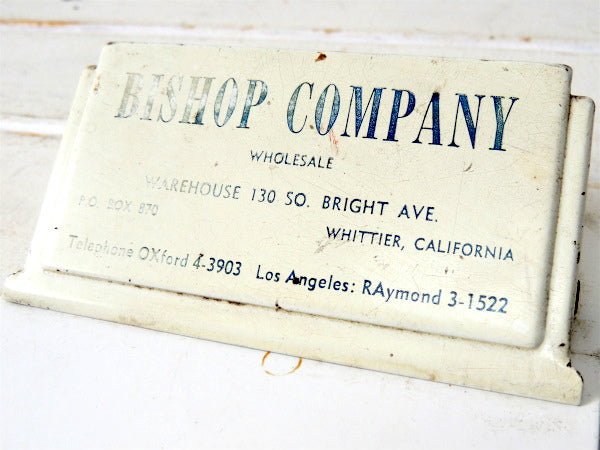 BISHOP COMPANY
WHOLESALE
WAREHOUSE 130 SO. BRIGHT AVE.
P.O. BOX 870
WHITTIER, CALIFORNIA
Telephone OXford 4-3903 Los Angeles: RAymond 3-1522